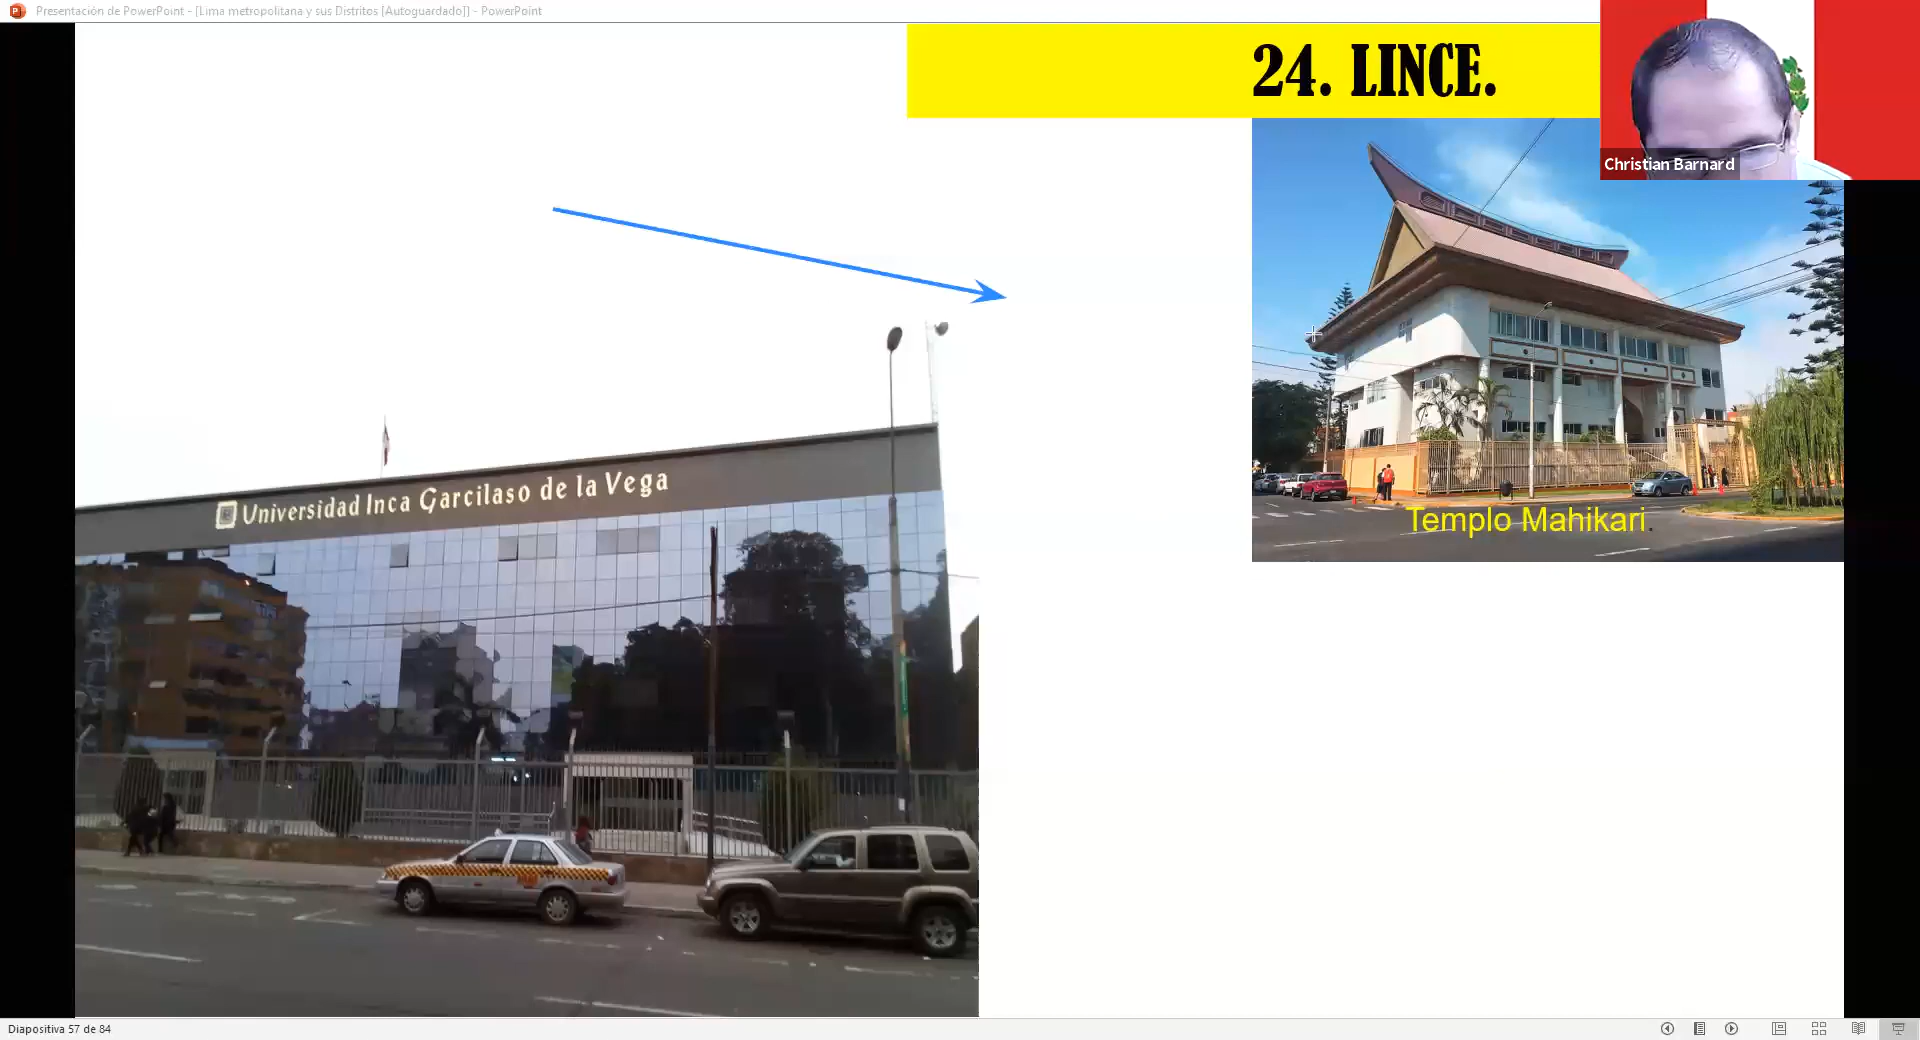 Presentación de PowerPoint - [Lima metropolitana y sus Distritos [Autoguardado]] - PowerPoint
24. LINCE.
Christian Barnard
Universidad Inca Garcilaso de la Vega
Templo Mahikari.
Diapositiva 57 de 84